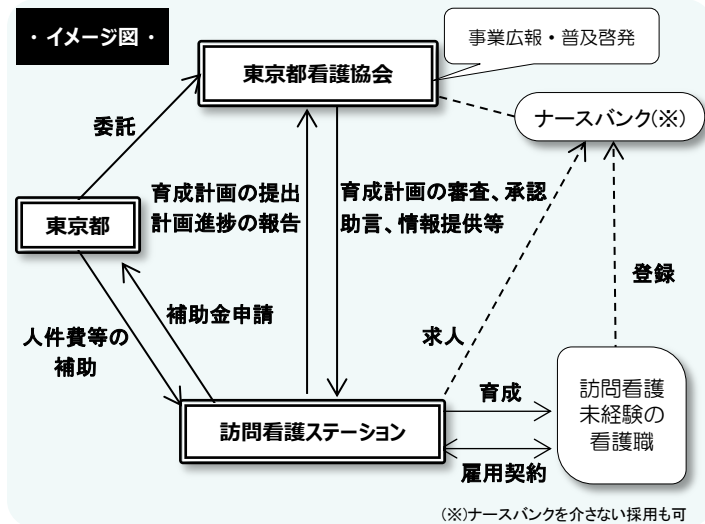 ・イメージ図・
事業広報・普及啓発
東京都看護協会
ナースバンク(※)
委託
育成計画の提出
計画進捗の報告
育成計画の審査、承認
助言、情報提供等
東京都
登録
補助金申請
求人
人件費等の
補助
訪問看護
未経験の
看護職
育成
訪問看護ステーション
雇用契約
(※)ナースバンクを介さない採用も可